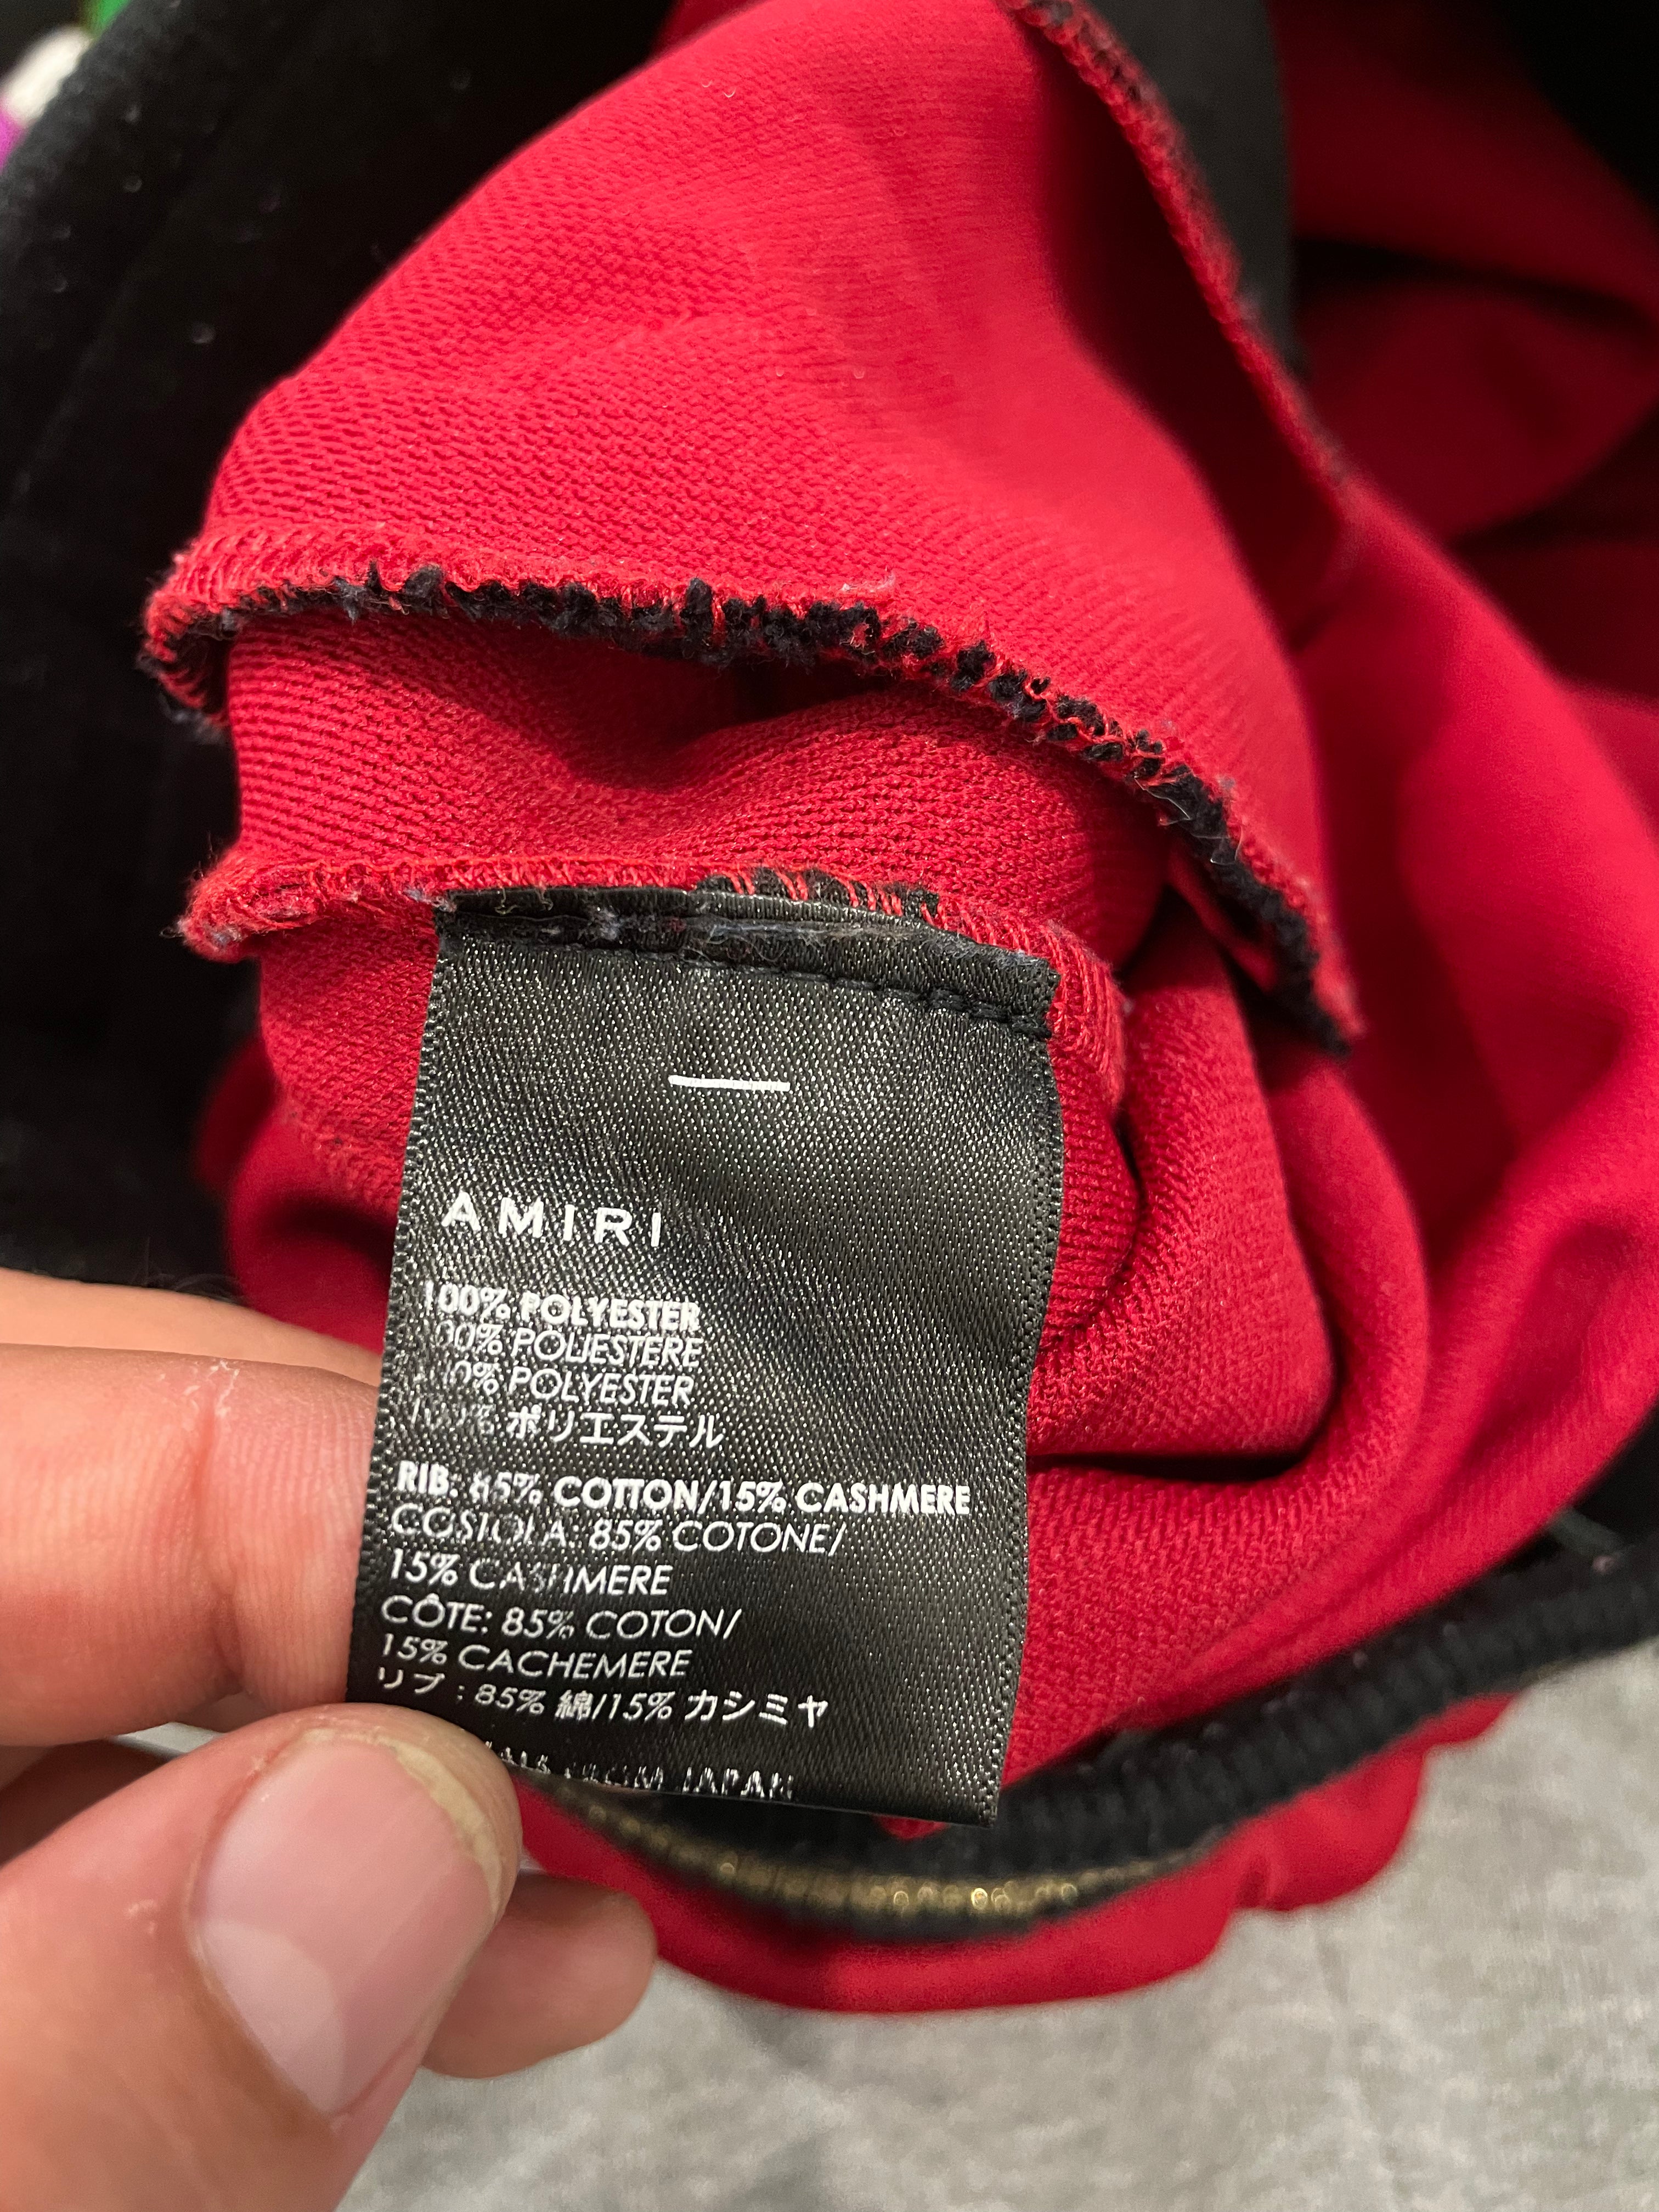 AMIRI
100% POLYESTER
100% POLIESTERE
100% POLYESTER
100% ポリエステル
RIB: 85% COTTON/15% CASHMERE
COSTOLA: 85% COTONE/
15% CASHMERE
CÔTE: 85% COTON/
15% CACHEMERE
リブ : 85% 綿/15% カシミヤ
FROM JAPAN